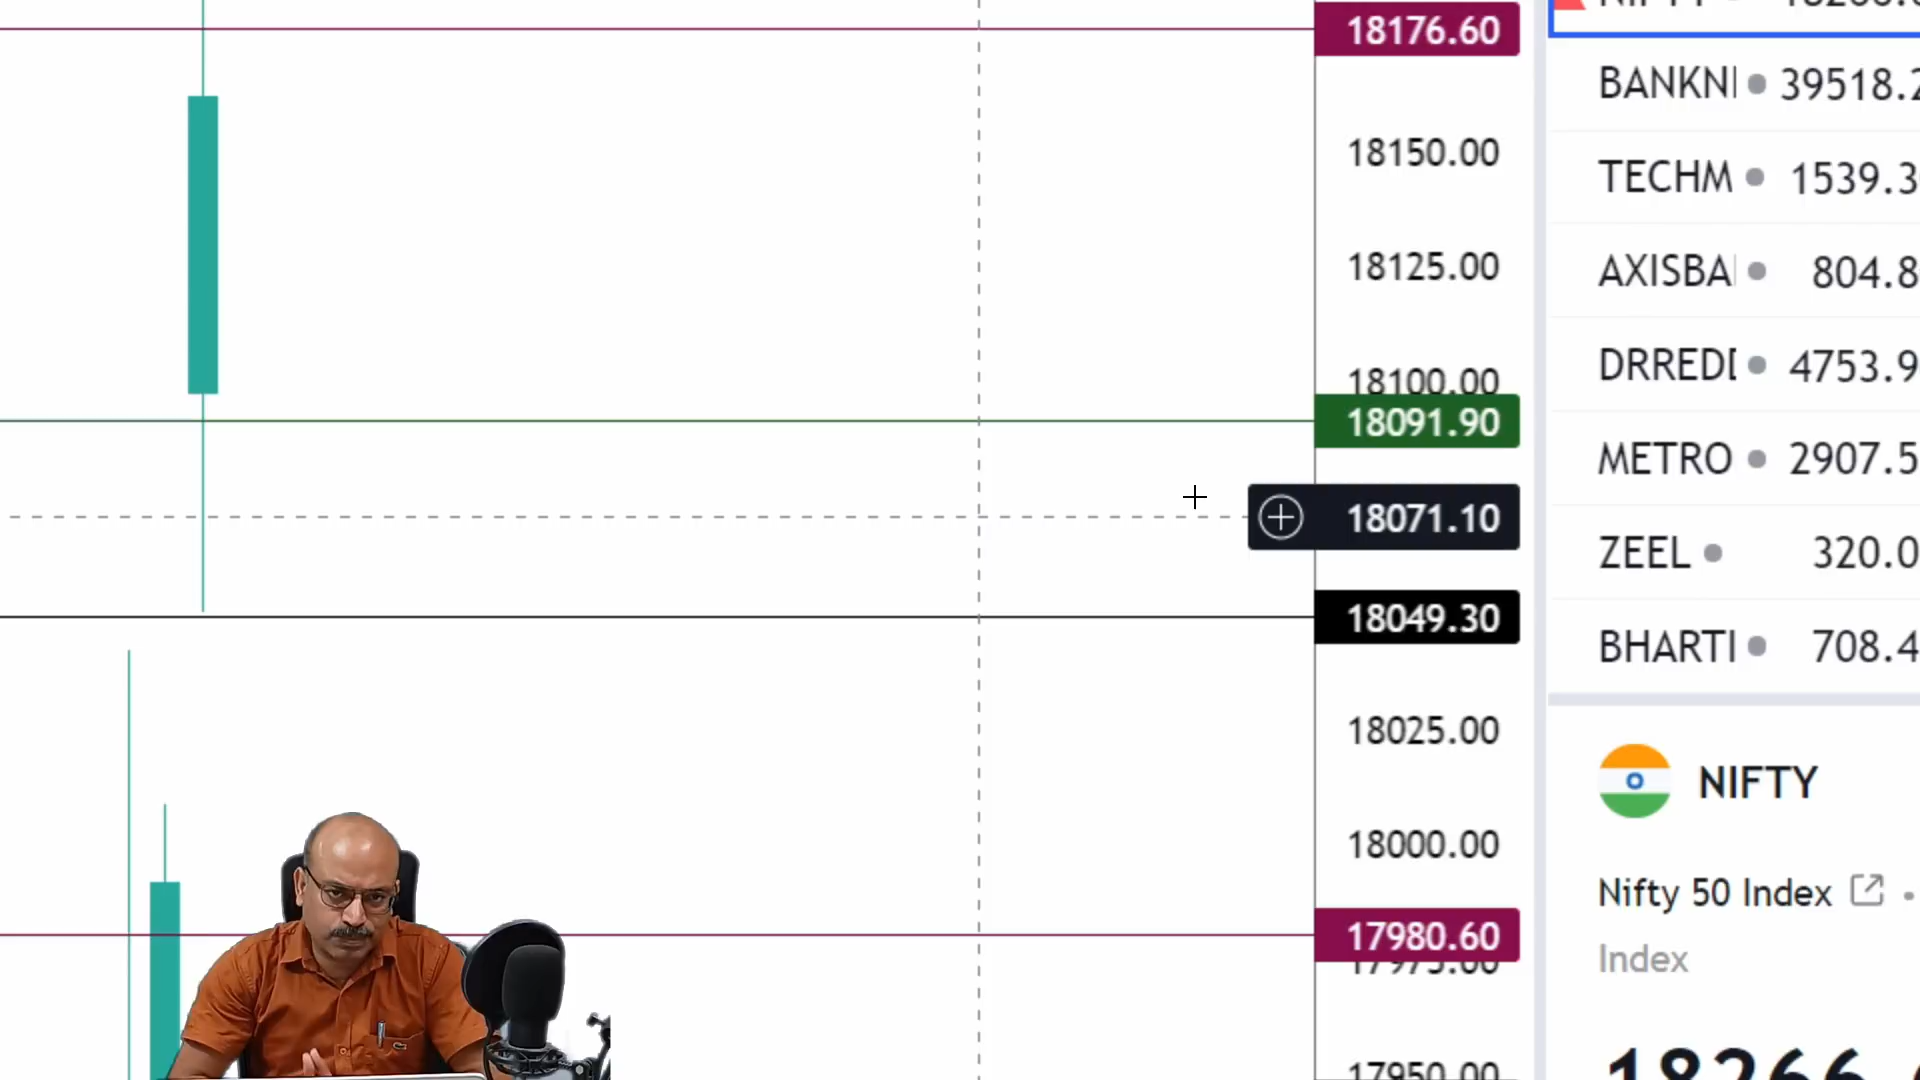 18176.60
18150.00
18125.00
18100.00
18091.90
18071.10
18049.30
18025.00
18000.00
17980.60
17975.00
17950.00
NIFTY
BANKNI 39518.2
TECHM 1539.3
AXISBA 804.8
DRREDD 4753.9
METRO 2907.5
ZEEL 320.0
BHARTI 708.4
NIFTY
Nifty 50 Index
Index
18266